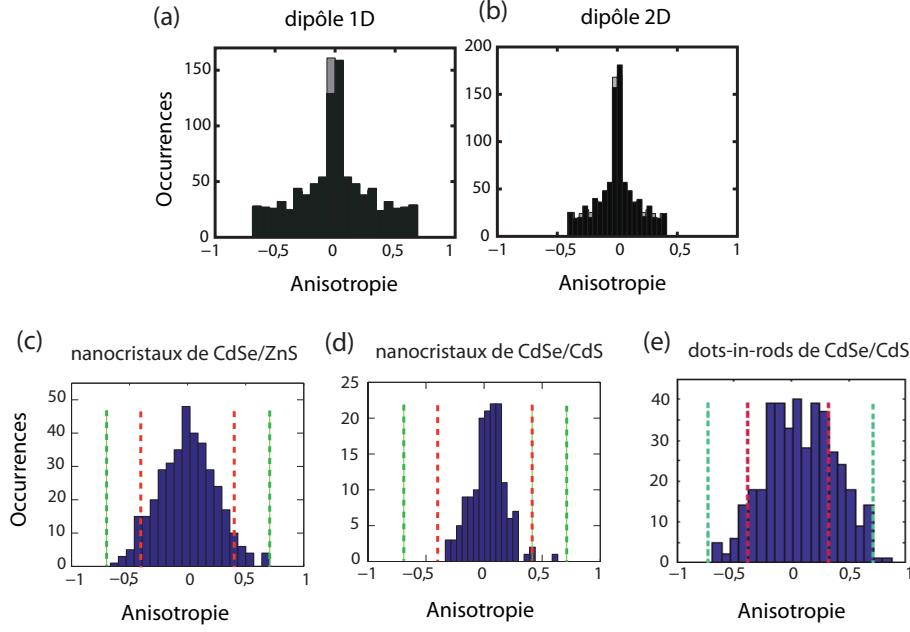 (a) dipôle 1D
(b) dipôle 2D
Occurrences
150
100
50
0
−1 −0,5 0 0,5 1
Anisotropie
200
150
100
50
0
−1 −0,5 0 0,5 1
Anisotropie
(c) nanocristaux de CdSe/ZnS
(d) nanocristaux de CdSe/CdS
(e) dots-in-rods de CdSe/CdS
Occurrences
50
40
30
20
10
0
−1 −0,5 0 0,5 1
Anisotropie
25
20
15
10
5
0
−1 −0,5 0 0,5 1
Anisotropie
40
30
20
10
0
−1 −0,5 0 0,5 1
Anisotropie